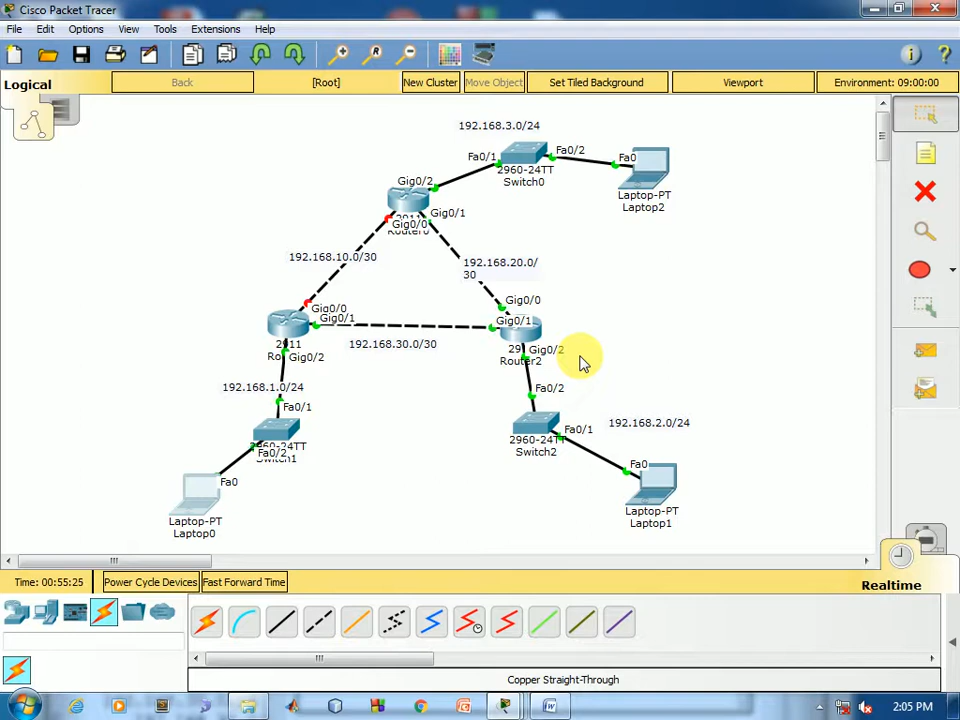 Cisco Packet Tracer
File Edit Options View Tools Extensions Help
Logical
Back
[Root]
New Cluster
Move Object
Set Tiled Background
Viewport
Environment: 09:00:00
192.168.3.0/24
Fa0/1
Fa0/2
2960-24TT
Switch0
Fa0
Laptop-PT
Laptop2
Gig0/2
Gig0/1
Gig0/0
192.168.10.0/30
192.168.20.0/
30
Gig0/0
Gig0/1
Gig0/0
Gig0/1
192.168.30.0/30
2911
Gig0/2
Gig0/2
Router2
192.168.1.0/24
Fa0/1
2960-24TT
Fa0/2
Fa0
Laptop-PT
Laptop0
Fa0/2
192.168.2.0/24
Fa0/1
2960-24TT
Switch2
Fa0
Laptop-PT
Laptop1
Time: 00:55:25
Power Cycle Devices
Fast Forward Time
Realtime
Copper Straight-Through
2:05 PM